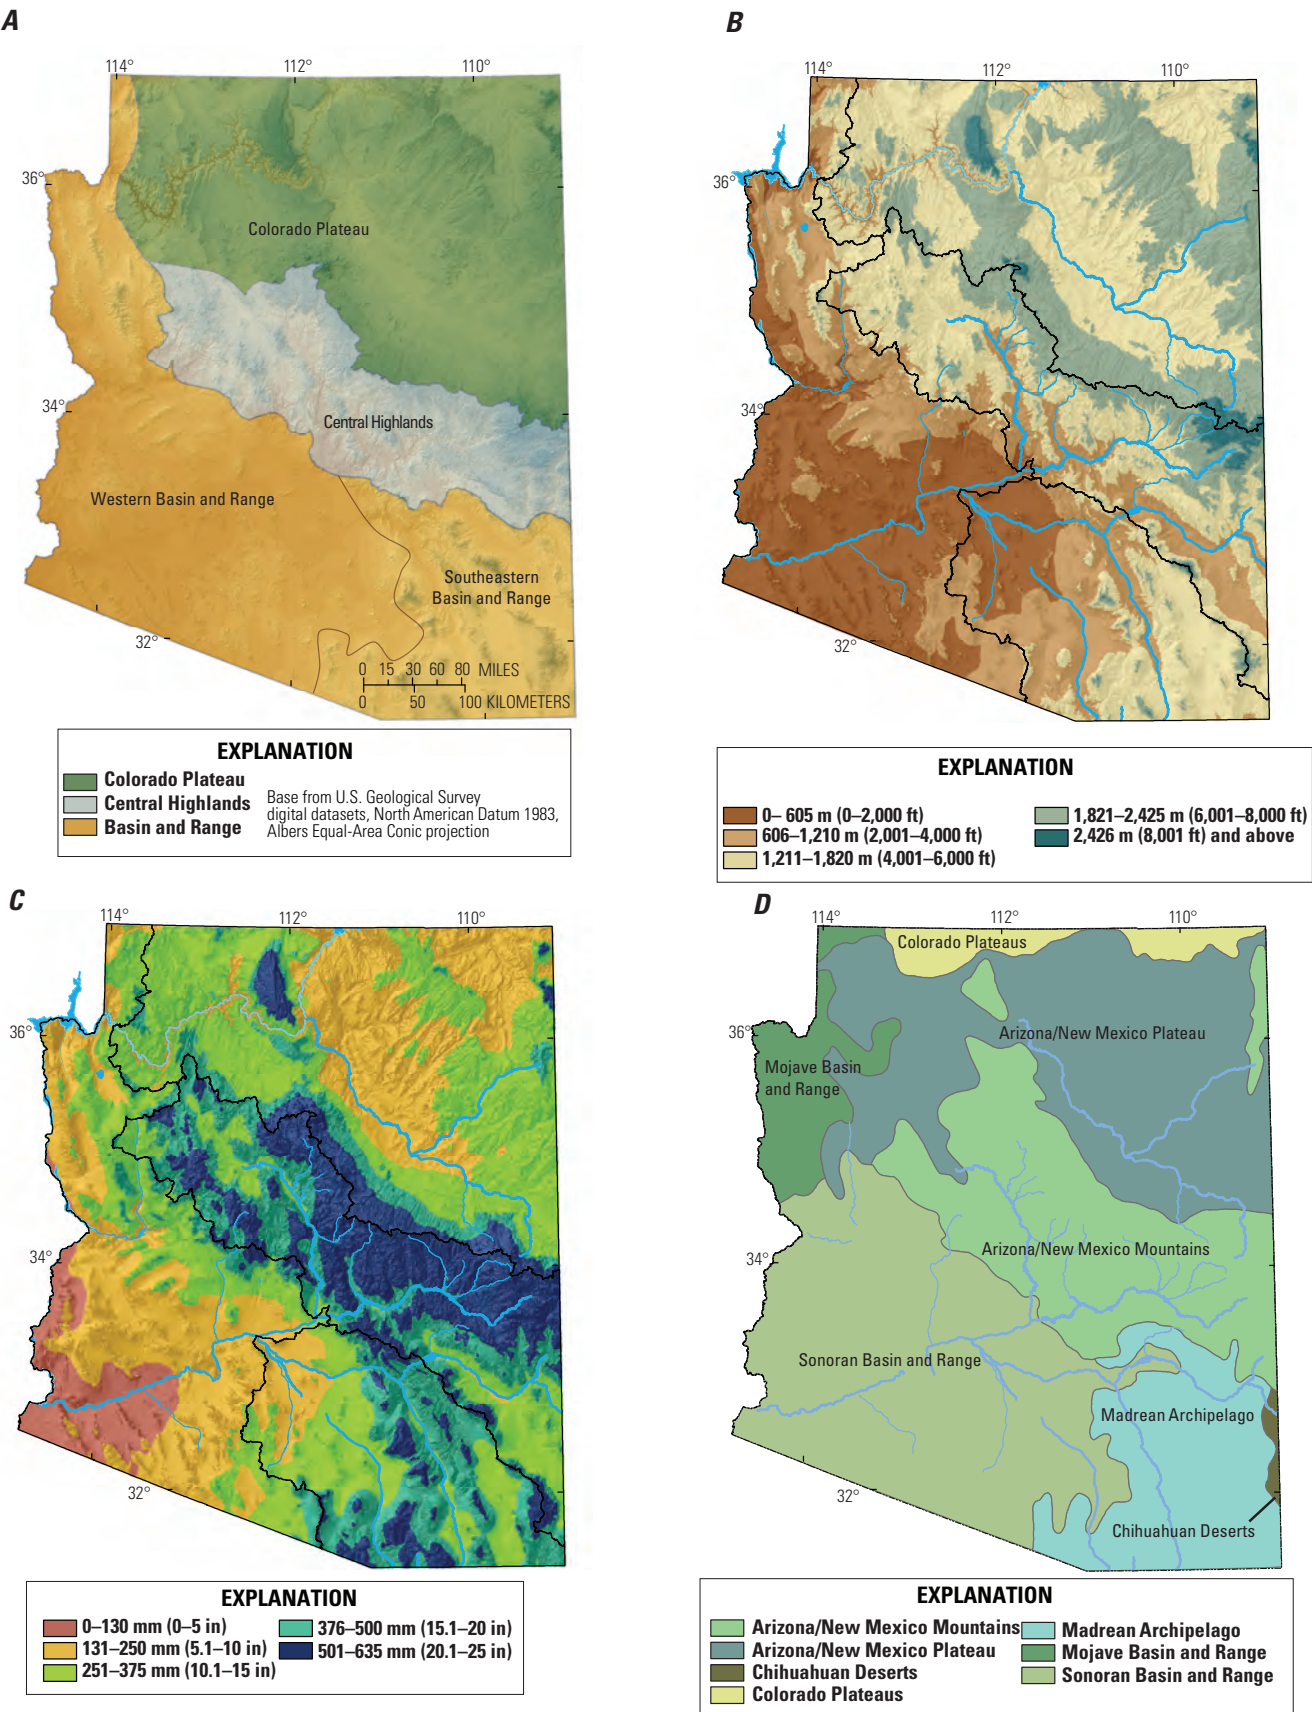 A
114°
112°
110°
36°
Colorado Plateau
34°
Central Highlands
Western Basin and Range
Southeastern
Basin and Range
32°
0 15 30 60 80 MILES
0 50 100 KILOMETERS
EXPLANATION
Colorado Plateau
Central Highlands
Basin and Range
Base from U.S. Geological Survey
digital datasets, North American Datum 1983,
Albers Equal-Area Conic projection
B
114°
112°
110°
36°
34°
32°
EXPLANATION
0– 605 m (0–2,000 ft)
606–1,210 m (2,001–4,000 ft)
1,211–1,820 m (4,001–6,000 ft)
1,821–2,425 m (6,001–8,000 ft)
2,426 m (8,001 ft) and above
C
114°
112°
110°
36°
34°
32°
EXPLANATION
0–130 mm (0–5 in)
131–250 mm (5.1–10 in)
251–375 mm (10.1–15 in)
376–500 mm (15.1–20 in)
501–635 mm (20.1–25 in)
D
114°
112°
110°
Colorado Plateaus
36°
Arizona/New Mexico Plateau
Mojave Basin
and Range
34°
Arizona/New Mexico Mountains
Sonoran Basin and Range
Madrean Archipelago
32°
Chihuahuan Deserts
EXPLANATION
Arizona/New Mexico Mountains
Arizona/New Mexico Plateau
Chihuahuan Deserts
Colorado Plateaus
Madrean Archipelago
Mojave Basin and Range
Sonoran Basin and Range